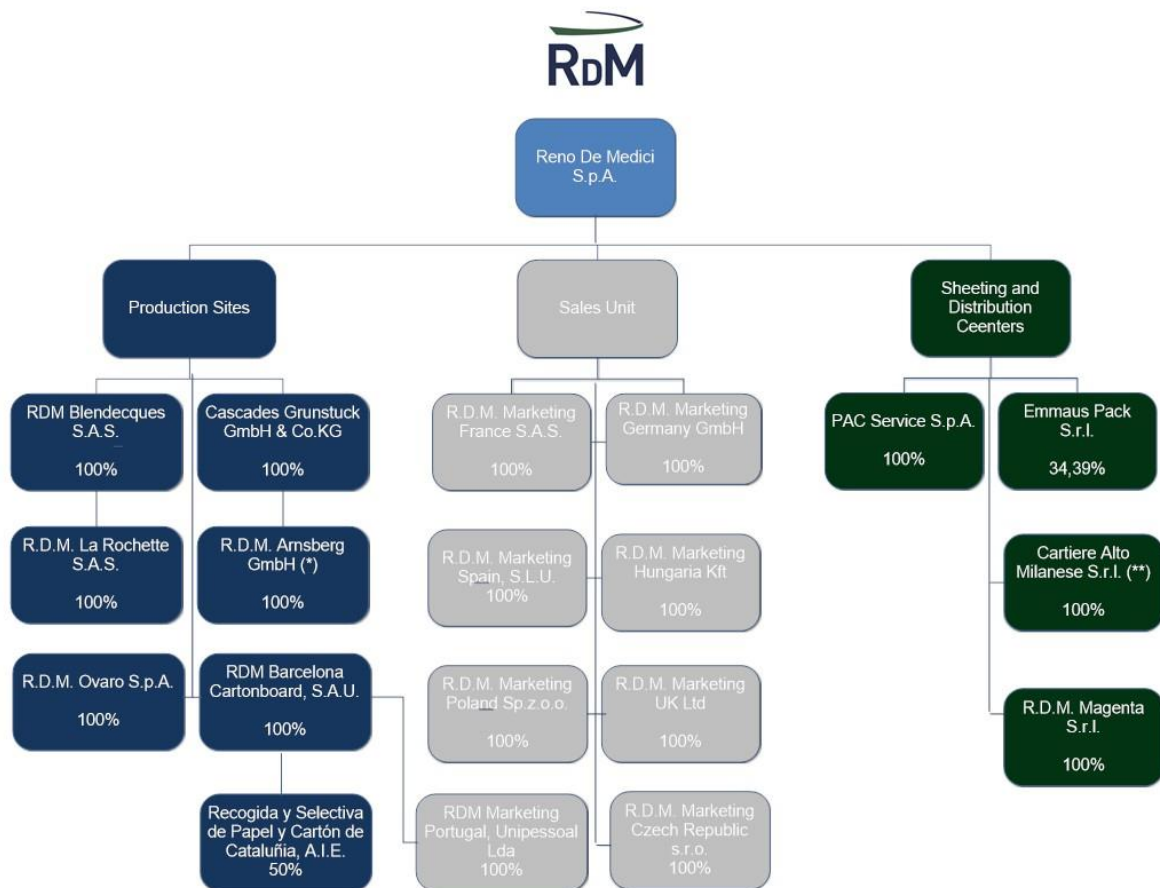 RDM
Reno De Medici
S.p.A.
Production Sites
Sales Unit
Sheeting and
Distribution
Ceenters
RDM Blendecques
S.A.S.
100%
Cascades Grunstuck
GmbH & Co.KG
100%
R.D.M. Marketing
France S.A.S.
100%
R.D.M. Marketing
Germany GmbH
100%
PAC Service S.p.A.
100%
Emmaus Pack
S.r.l.
34,39%
R.D.M. La Rochette
S.A.S.
100%
R.D.M. Arnsberg
GmbH (*)
100%
R.D.M. Marketing
Spain, S.L.U.
100%
R.D.M. Marketing
Hungaria Kft
100%
Cartiere Alto
Milanese S.r.l. (**)
100%
R.D.M. Ovaro S.p.A.
100%
RDM Barcelona
Cartonboard, S.A.U.
100%
R.D.M. Marketing
Poland Sp.z.o.o.
100%
R.D.M. Marketing
UK Ltd
100%
R.D.M. Magenta
S.r.l.
100%
Recogida y Selectiva
de Papel y Cartón de
Cataluñia, A.I.E.
50%
RDM Marketing
Portugal, Unipessoal
Lda
100%
R.D.M. Marketing
Czech Republic
s.r.o.
100%